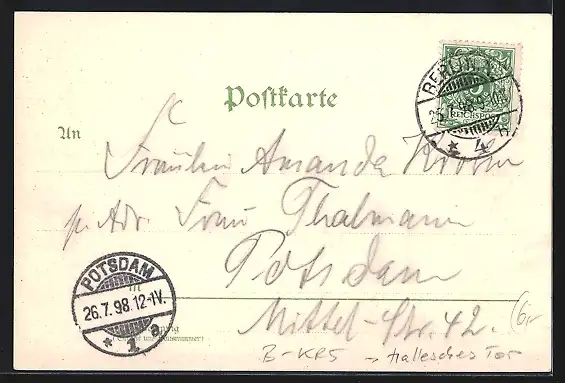 BERLIN
REICHSPOST
Postkarte
An
Fräulein Amanda
p. Adr Frau Thalmann
Potsdam
Mittel-Str. 42.
POTSDAM
26.7.98.12-1V.
* 1 a
B-KR5 → Hallesches Tor